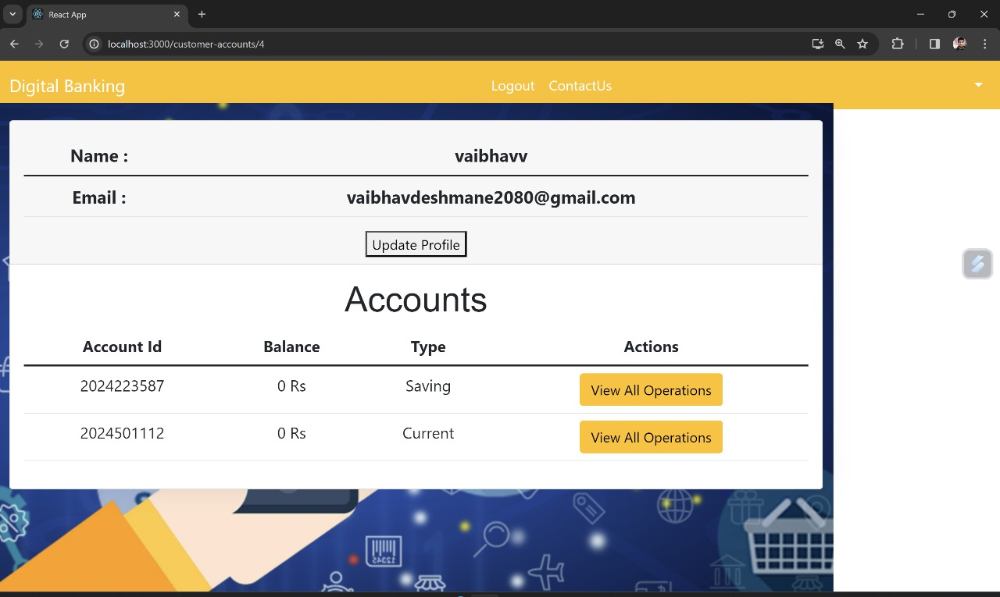 React App
localhost:3000/customer-accounts/4
Digital Banking Logout ContactUs
Name : vaibhavv
Email : vaibhavdeshmane2080@gmail.com
Update Profile
Accounts
Account Id Balance Type Actions
2024223587 0 Rs Saving View All Operations
2024501112 0 Rs Current View All Operations
12345